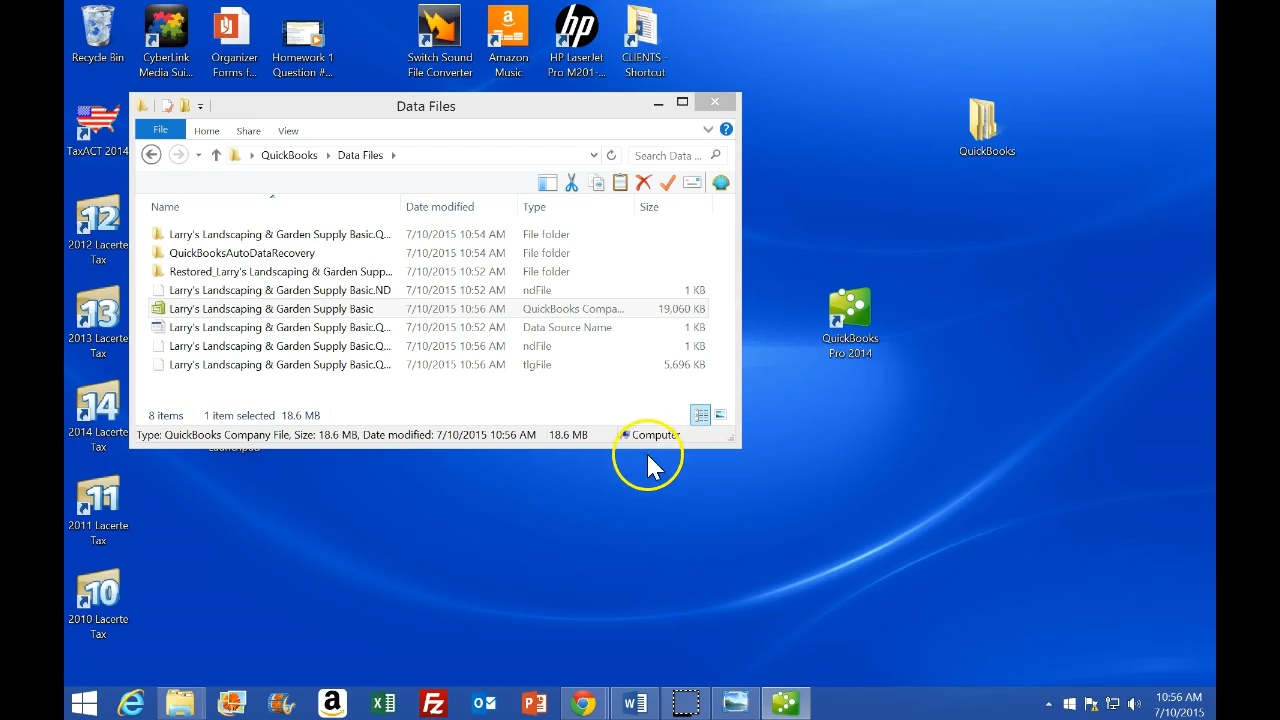 Recycle Bin
CyberLink
Media Sui...
Organizer
Forms f...
Homework 1
Question #...
Switch Sound
File Converter
Amazon
Music
HP LaserJet
Pro M201-...
CLIENTS -
Shortcut
Data Files
File Home Share View
QuickBooks Data Files
Search Data ...
Name Date modified Type Size
Larry's Landscaping & Garden Supply Basic.Q... 7/10/2015 10:54 AM File folder
QuickBooksAutoDataRecovery 7/10/2015 10:54 AM File folder
Restored_Larry's Landscaping & Garden Supp... 7/10/2015 10:52 AM File folder
Larry's Landscaping & Garden Supply Basic.ND 7/10/2015 10:52 AM ndFile 1 KB
Larry's Landscaping & Garden Supply Basic 7/10/2015 10:56 AM QuickBooks Compa... 19,060 KB
Larry's Landscaping & Garden Supply Basic.Q... 7/10/2015 10:52 AM Data Source Name 1 KB
Larry's Landscaping & Garden Supply Basic.Q... 7/10/2015 10:56 AM ndFile 1 KB
Larry's Landscaping & Garden Supply Basic.Q... 7/10/2015 10:56 AM tlgFile 5,696 KB
8 items 1 item selected 18.6 MB
Type: QuickBooks Company File, Size: 18.6 MB, Date modified: 7/10/2015 10:56 AM 18.6 MB Computer
TaxACT 2014
12
2012 Lacerte
Tax
13
2013 Lacerte
Tax
14
2014 Lacerte
Tax
11
2011 Lacerte
Tax
10
2010 Lacerte
Tax
QuickBooks
QuickBooks
Pro 2014
10:56 AM
7/10/2015